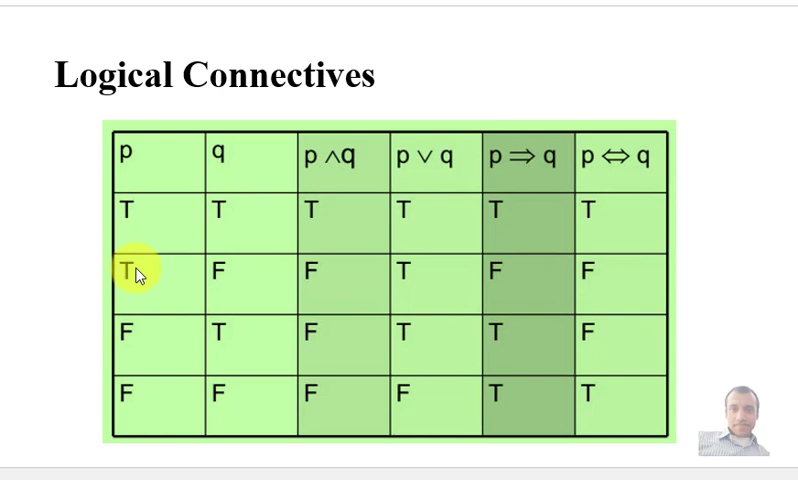 Logical Connectives
p q p ∧q p ∨ q p ⇒ q p ⇔ q
T T T T T T
T F F T F F
F T F T T F
F F F F T T